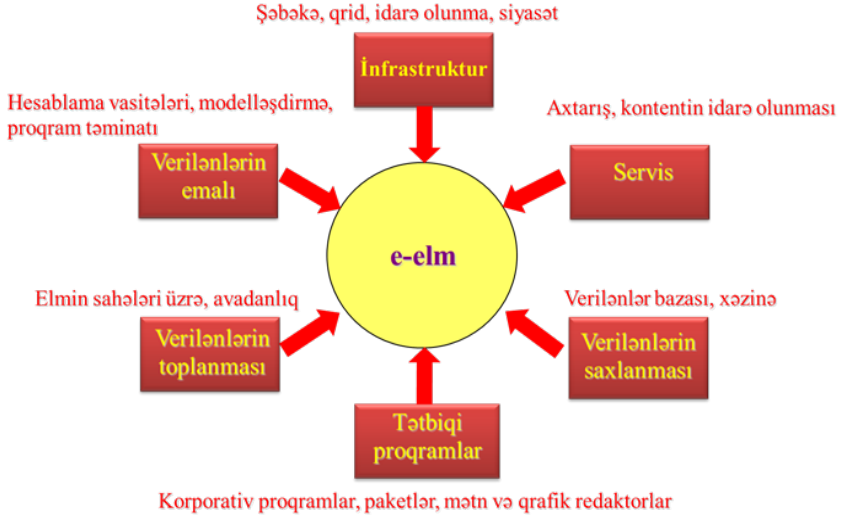 Şəbəkə, qrid, idarə olunma, siyasət
İnfrastruktur
Hesablama vasitələri, modelləşdirmə,
proqram təminatı
Verilənlərin
emalı
Axtarış, kontentin idarə olunması
Servis
e-elm
Elmin sahələri üzrə, avadanlıq
Verilənlərin
toplanması
Verilənlər bazası, xəzinə
Verilənlərin
saxlanması
Tətbiqi
proqramlar
Korporativ proqramlar, paketlər, mətn və qrafik redaktorlar